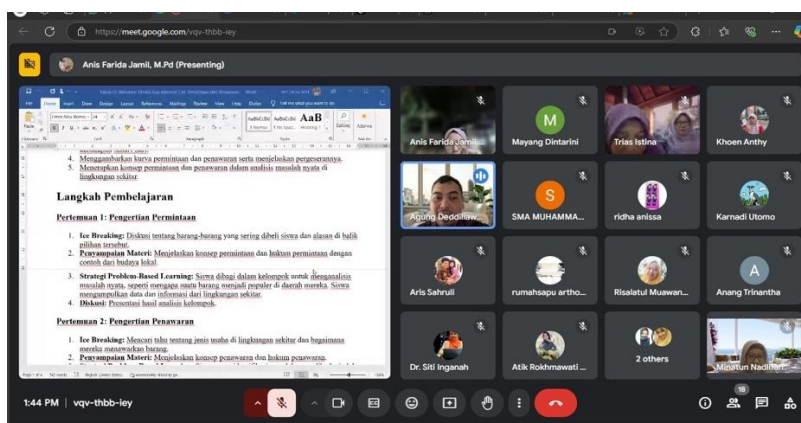 https://meet.google.com/vqv-thbb-iey
Anis Farida Jamil, M.Pd (Presenting)
4. Menggambarkan kurva permintaan dan penawaran serta menjelaskan pergeserannya.
5. Menerapkan konsep permintaan dan penawaran dalam analisis masalah nyata di
lingkungan sekitar.
Langkah Pembelajaran
Pertemuan 1: Pengertian Permintaan
1. Ice Breaking: Diskusi tentang barang-barang yang sering dibeli siswa dan alasan di balik
pilihan tersebut.
2. Penyampaian Materi: Menjelaskan konsep permintaan dan hukum permintaan dengan
contoh dari budaya lokal.
3. Strategi Problem-Based Learning: Siswa dibagi dalam kelompok untuk menganalisis
masalah nyata, seperti mengapa suatu barang menjadi populer di daerah mereka. Siswa
mengumpulkan data dan informasi dari lingkungan sekitar.
4. Diskusi: Presentasi hasil analisis kelompok.
Pertemuan 2: Pengertian Penawaran
1. Ice Breaking: Mencari tahu tentang jenis usaha di lingkungan sekitar dan bagaimana
mereka menawarkan barang.
2. Penyampaian Materi: Menjelaskan konsep penawaran dan hukum penawaran.
Anis Farida Jamil
M
Mayang Dintarini
Trias Istina
Khoen Anthy
Agung Deddiliaw...
S
SMA MUHAMMA...
ridha anissa
Karnadi Utomo
Aris Sahruli
rumahsapu artho...
Risalatul Muawan...
A
Anang Trinantha
Dr. Siti Inganah
Atik Rokhmawati ...
2 others
1:44 PM | vqv-thbb-iey
18